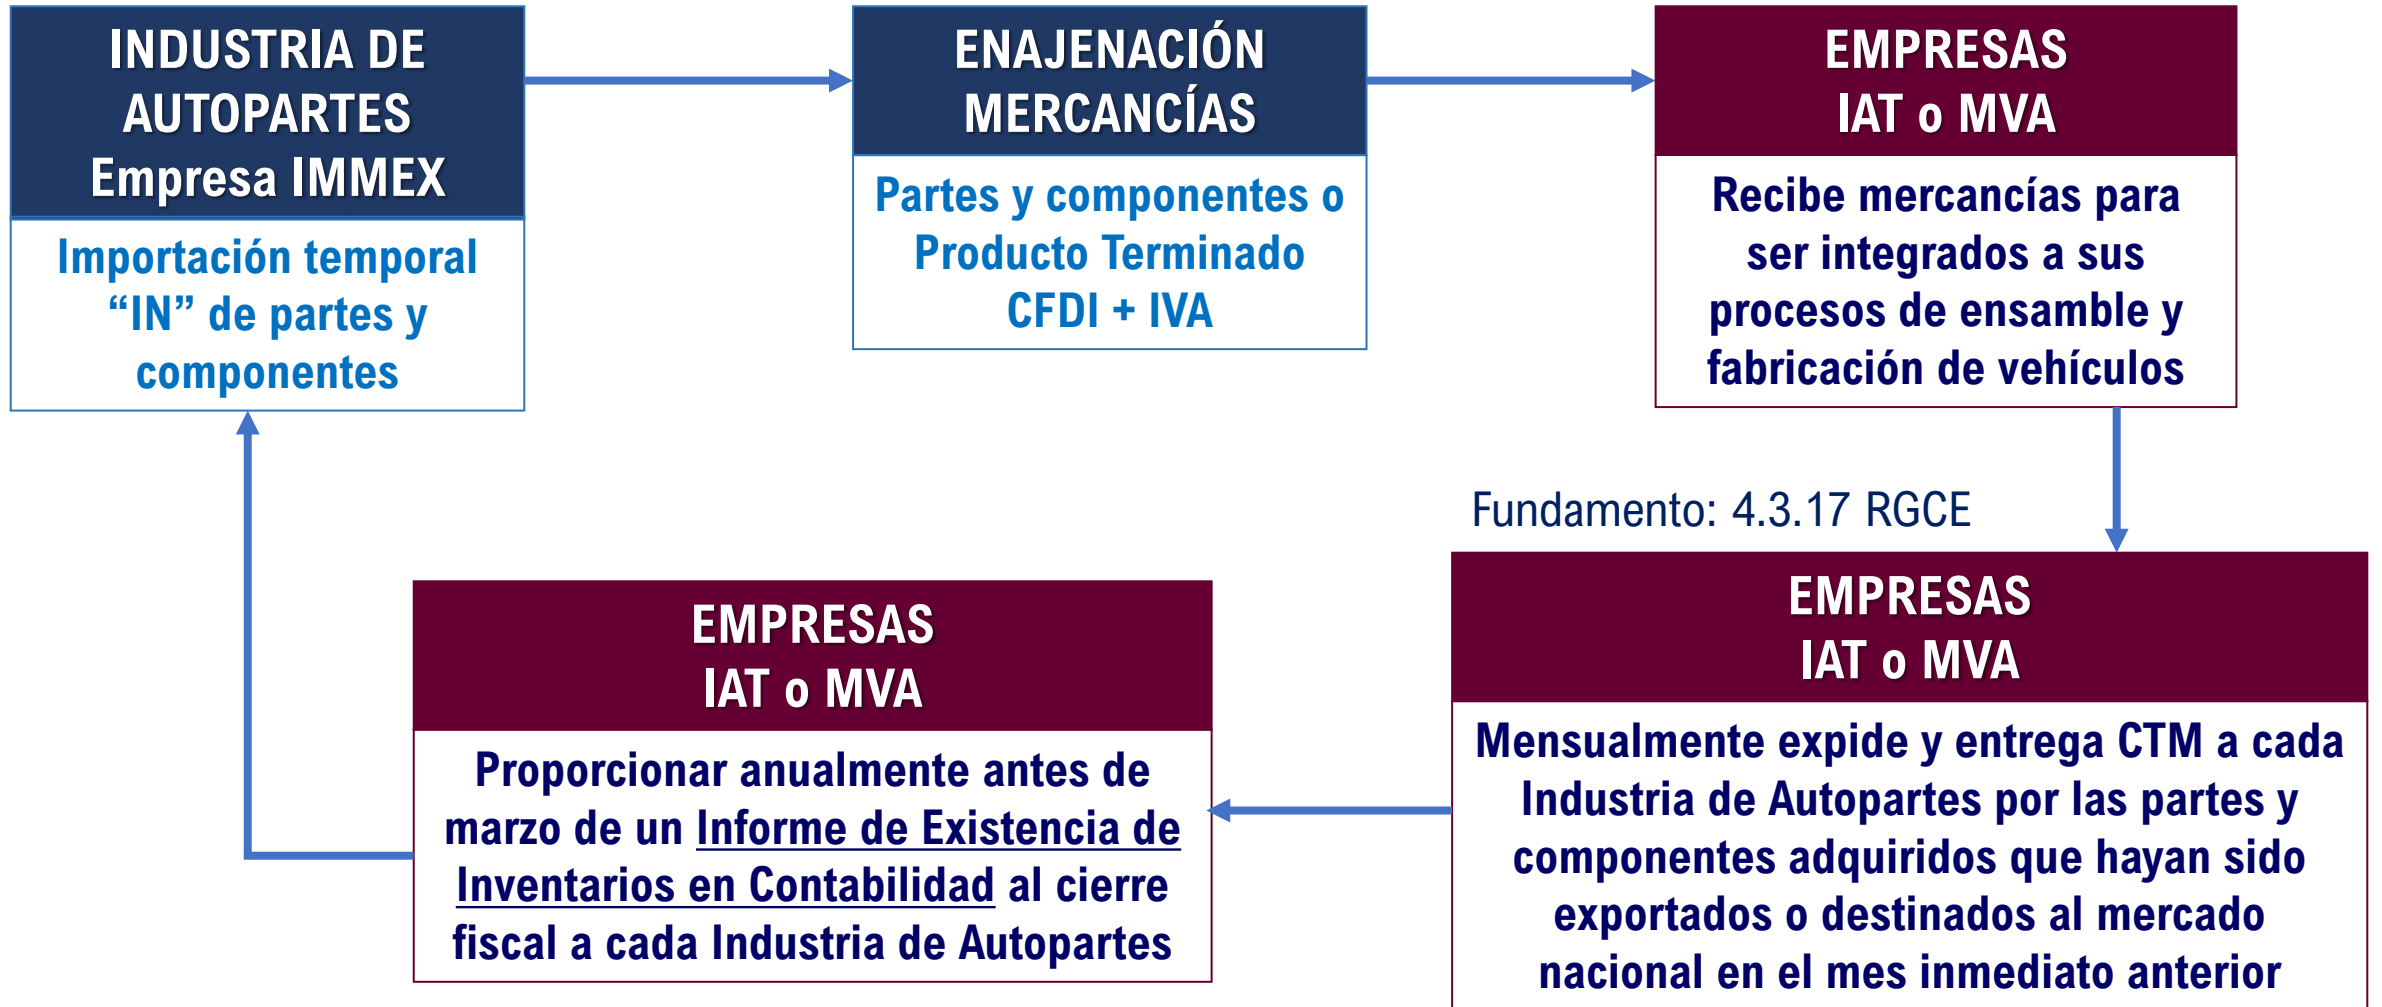 INDUSTRIA DE
AUTOPARTES
Empresa IMMEX
Importación temporal
“IN” de partes y
componentes
ENAJENACIÓN
MERCANCÍAS
Partes y componentes o
Producto Terminado
CFDI + IVA
EMPRESAS
IAT o MVA
Recibe mercancías para
ser integrados a sus
procesos de ensamble y
fabricación de vehículos
Fundamento: 4.3.17 RGCE
EMPRESAS
IAT o MVA
Mensualmente expide y entrega CTM a cada
Industria de Autopartes por las partes y
componentes adquiridos que hayan sido
exportados o destinados al mercado
nacional en el mes inmediato anterior
EMPRESAS
IAT o MVA
Proporcionar anualmente antes de
marzo de un Informe de Existencia de
Inventarios en Contabilidad al cierre
fiscal a cada Industria de Autopartes